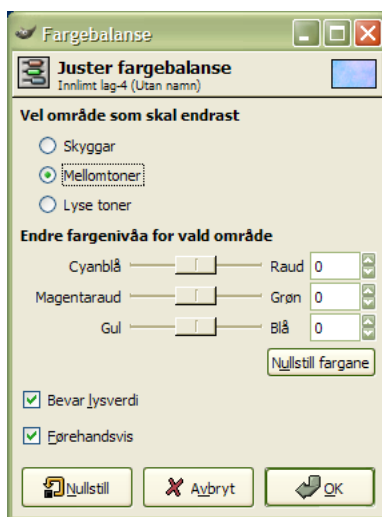 Fargebalanse
Juster fargebalanse
Innlimt lag-4 (Utan namn)
Vel område som skal endrast
Skyggar
Mellomtoner
Lyse toner
Endre fargenivåa for vald område
Cyanblå Raud 0
Magentaraud Grøn 0
Gul Blå 0
Nullstill fargane
Bevar lysverdi
Førehandsvis
Nullstill Avbryt OK